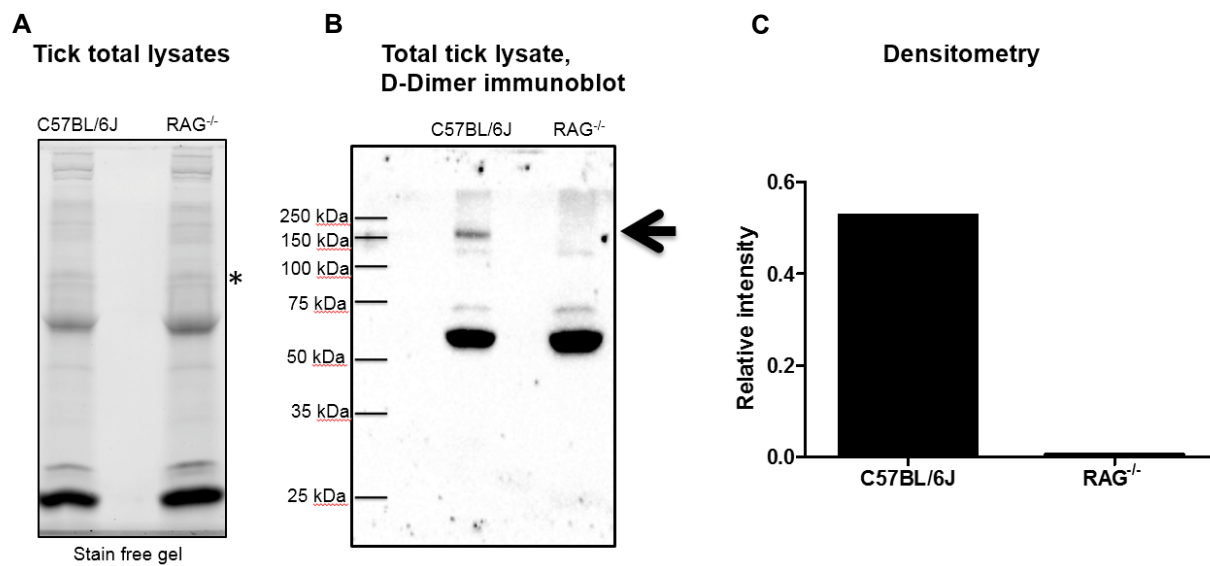 A
Tick total lysates
C57BL/6J
RAG-/-
*
Stain free gel
B
Total tick lysate,
D-Dimer immunoblot
C57BL/6J
RAG-/-
250 kDa
150 kDa
100 kDa
75 kDa
50 kDa
35 kDa
25 kDa
C
Densitometry
Relative intensity
0.6
0.4
0.2
0.0
C57BL/6J
RAG-/-